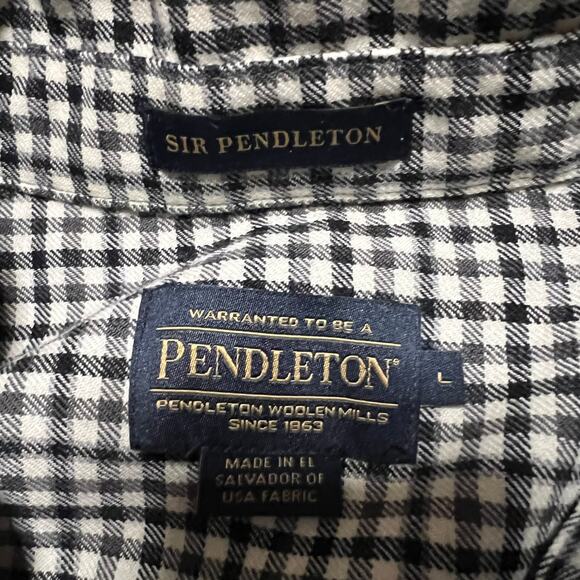 SIR PENDLETON
WARRANTED TO BE A
PENDLETON®
L
PENDLETON WOOLEN MILLS
SINCE 1863
MADE IN EL
SALVADOR OF
USA FABRIC